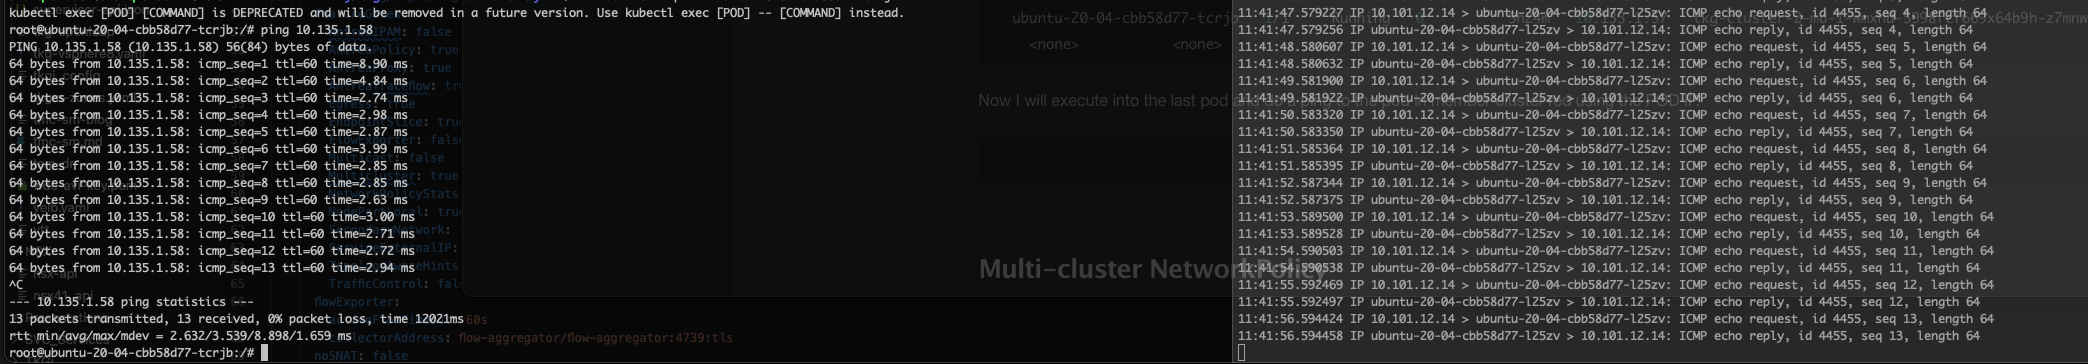 kubectl exec [POD] [COMMAND] is DEPRECATED and will be removed in a future version. Use kubectl exec [POD] -- [COMMAND] instead.
root@ubuntu-20-04-cbb58d77-tcrjb:/# ping 10.135.1.58
PING 10.135.1.58 (10.135.1.58) 56(84) bytes of data.
64 bytes from 10.135.1.58: icmp_seq=1 ttl=60 time=8.90 ms
64 bytes from 10.135.1.58: icmp_seq=2 ttl=60 time=4.84 ms
64 bytes from 10.135.1.58: icmp_seq=3 ttl=60 time=2.74 ms
64 bytes from 10.135.1.58: icmp_seq=4 ttl=60 time=2.98 ms
64 bytes from 10.135.1.58: icmp_seq=5 ttl=60 time=2.87 ms
64 bytes from 10.135.1.58: icmp_seq=6 ttl=60 time=3.99 ms
64 bytes from 10.135.1.58: icmp_seq=7 ttl=60 time=2.85 ms
64 bytes from 10.135.1.58: icmp_seq=8 ttl=60 time=2.85 ms
64 bytes from 10.135.1.58: icmp_seq=9 ttl=60 time=2.63 ms
64 bytes from 10.135.1.58: icmp_seq=10 ttl=60 time=3.00 ms
64 bytes from 10.135.1.58: icmp_seq=11 ttl=60 time=2.71 ms
64 bytes from 10.135.1.58: icmp_seq=12 ttl=60 time=2.72 ms
64 bytes from 10.135.1.58: icmp_seq=13 ttl=60 time=2.94 ms
^C
--- 10.135.1.58 ping statistics ---
13 packets transmitted, 13 received, 0% packet loss, time 12021ms
rtt min/avg/max/mdev = 2.632/3.539/8.898/1.659 ms
root@ubuntu-20-04-cbb58d77-tcrjb:/#
IPAM: false
Policy: true
Proxy: true
Traceflow: tru
Egress: true
EndpointSlice: true
FlowExporter: false
Multicast: false
Multicluster: true
NetworkPolicyStats
NodePortLocal: true
TrafficControl: fals
flowExporter:
60s
flow-aggregator/flow-aggregator:4739:tls
noSNAT: false
ubuntu-20-04-cbb58d77-tcrjb
Running
<none>
<none>
Now I will execute into the last pod and
Multi-cluster NetworkPolicy
11:41:47.579227 IP 10.101.12.14 > ubuntu-20-04-cbb58d77-l25zv: ICMP echo request, id 4455, seq 4, length 64
11:41:47.579256 IP ubuntu-20-04-cbb58d77-l25zv > 10.101.12.14: ICMP echo reply, id 4455, seq 4, length 64
11:41:48.580607 IP 10.101.12.14 > ubuntu-20-04-cbb58d77-l25zv: ICMP echo request, id 4455, seq 5, length 64
11:41:48.580632 IP ubuntu-20-04-cbb58d77-l25zv > 10.101.12.14: ICMP echo reply, id 4455, seq 5, length 64
11:41:49.581900 IP 10.101.12.14 > ubuntu-20-04-cbb58d77-l25zv: ICMP echo request, id 4455, seq 6, length 64
11:41:49.581922 IP ubuntu-20-04-cbb58d77-l25zv > 10.101.12.14: ICMP echo reply, id 4455, seq 6, length 64
11:41:50.583320 IP 10.101.12.14 > ubuntu-20-04-cbb58d77-l25zv: ICMP echo request, id 4455, seq 7, length 64
11:41:50.583350 IP ubuntu-20-04-cbb58d77-l25zv > 10.101.12.14: ICMP echo reply, id 4455, seq 7, length 64
11:41:51.585364 IP 10.101.12.14 > ubuntu-20-04-cbb58d77-l25zv: ICMP echo request, id 4455, seq 8, length 64
11:41:51.585395 IP ubuntu-20-04-cbb58d77-l25zv > 10.101.12.14: ICMP echo reply, id 4455, seq 8, length 64
11:41:52.587344 IP 10.101.12.14 > ubuntu-20-04-cbb58d77-l25zv: ICMP echo request, id 4455, seq 9, length 64
11:41:52.587375 IP ubuntu-20-04-cbb58d77-l25zv > 10.101.12.14: ICMP echo reply, id 4455, seq 9, length 64
11:41:53.589500 IP 10.101.12.14 > ubuntu-20-04-cbb58d77-l25zv: ICMP echo request, id 4455, seq 10, length 64
11:41:53.589528 IP ubuntu-20-04-cbb58d77-l25zv > 10.101.12.14: ICMP echo reply, id 4455, seq 10, length 64
11:41:54.590503 IP 10.101.12.14 > ubuntu-20-04-cbb58d77-l25zv: ICMP echo request, id 4455, seq 11, length 64
11:41:54.590538 IP ubuntu-20-04-cbb58d77-l25zv > 10.101.12.14: ICMP echo reply, id 4455, seq 11, length 64
11:41:55.592469 IP 10.101.12.14 > ubuntu-20-04-cbb58d77-l25zv: ICMP echo request, id 4455, seq 12, length 64
11:41:55.592497 IP ubuntu-20-04-cbb58d77-l25zv > 10.101.12.14: ICMP echo reply, id 4455, seq 12, length 64
11:41:56.594424 IP 10.101.12.14 > ubuntu-20-04-cbb58d77-l25zv: ICMP echo request, id 4455, seq 13, length 64
11:41:56.594458 IP ubuntu-20-04-cbb58d77-l25zv > 10.101.12.14: ICMP echo reply, id 4455, seq 13, length 64